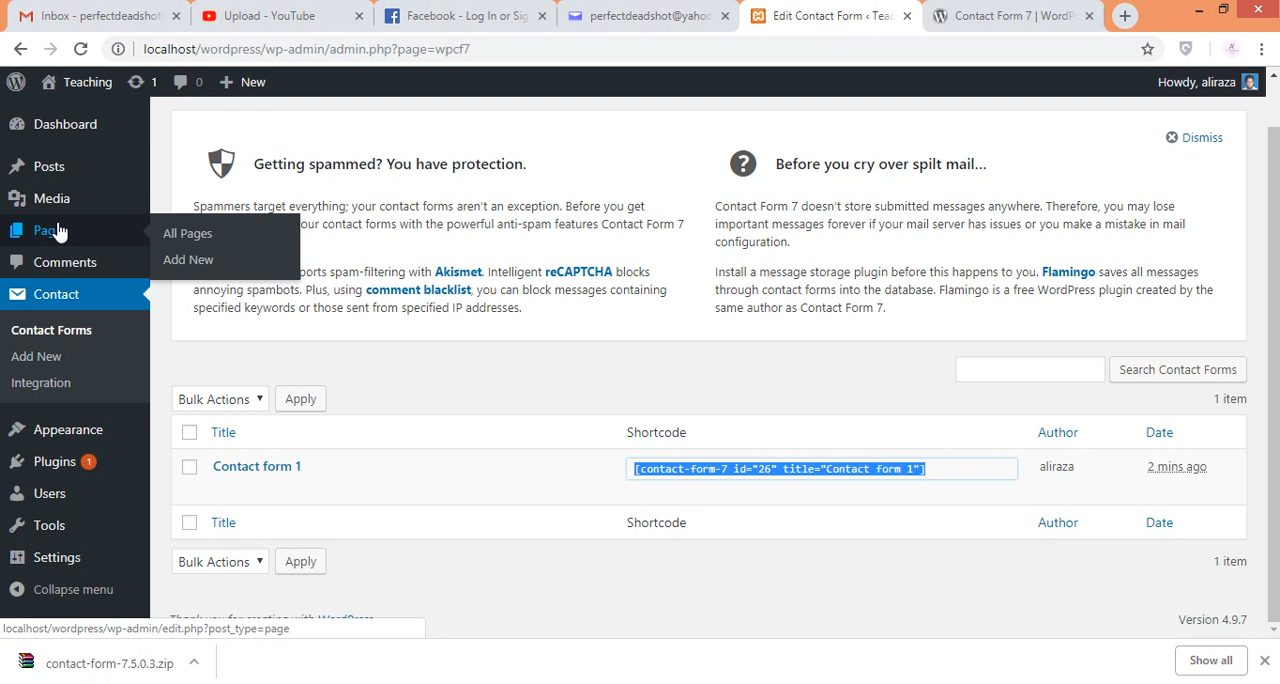 Inbox - perfectdeadshot
Upload - YouTube
Facebook - Log In or Sig
perfectdeadshot@yahoo
Edit Contact Form ‹ Teac
Contact Form 7 | WordP
localhost/wordpress/wp-admin/admin.php?page=wpcf7
Teaching
1
0
New
Howdy, aliraza
Dashboard
Posts
Media
Comments
Contact
Contact Forms
Add New
Integration
Appearance
Plugins 1
Users
Tools
Settings
Collapse menu
All Pages
Add New
Dismiss
Getting spammed? You have protection.
Spammers target everything; your contact forms aren't an exception. Before you get
our contact forms with the powerful anti-spam features Contact Form 7
ports spam-filtering with Akismet. Intelligent reCAPTCHA blocks
annoying spambots. Plus, using comment blacklist, you can block messages containing
specified keywords or those sent from specified IP addresses.
Before you cry over spilt mail...
Contact Form 7 doesn't store submitted messages anywhere. Therefore, you may lose
important messages forever if your mail server has issues or you make a mistake in mail
configuration.
Install a message storage plugin before this happens to you. Flamingo saves all messages
through contact forms into the database. Flamingo is a free WordPress plugin created by the
same author as Contact Form 7.
Search Contact Forms
Bulk Actions
Apply
1 item
Title
Shortcode
Author
Date
Contact form 1
[contact-form-7 id="26" title="Contact form 1"]
aliraza
2 mins ago
Title
Shortcode
Author
Date
Bulk Actions
Apply
1 item
Thank you for creating with WordPress
Version 4.9.7
localhost/wordpress/wp-admin/edit.php?post_type=page
contact-form-7.5.0.3.zip
Show all